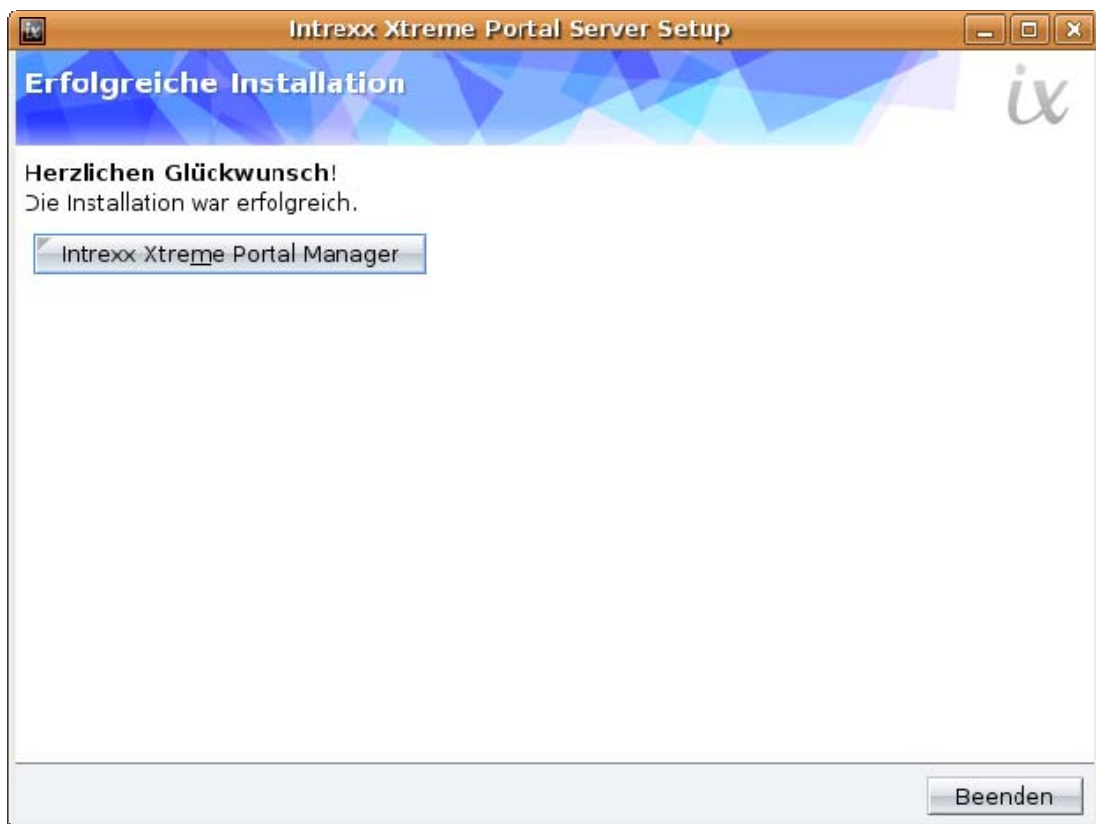 Intrexx Xtreme Portal Server Setup
Erfolgreiche Installation
ix
Herzlichen Glückwunsch!
Die Installation war erfolgreich.
Intrexx Xtreme Portal Manager
Beenden